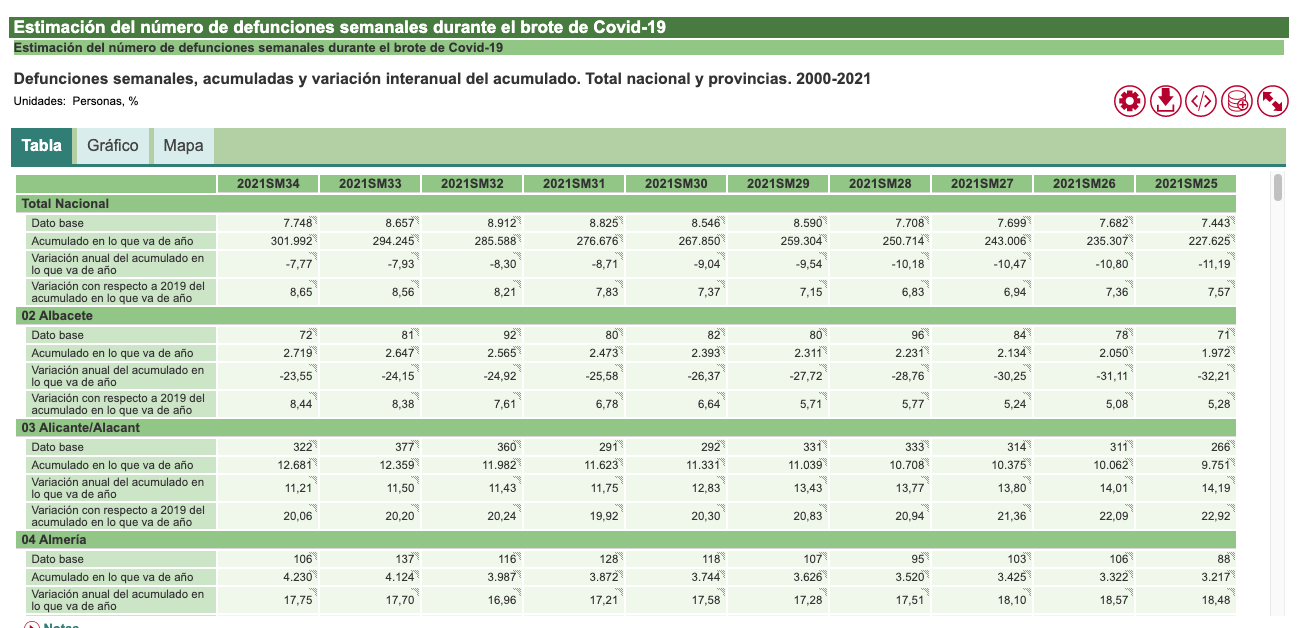 Estimación del número de defunciones semanales durante el brote de Covid-19
Estimación del número de defunciones semanales durante el brote de Covid-19
Defunciones semanales, acumuladas y variación interanual del acumulado. Total nacional y provincias. 2000-2021
Unidades: Personas, %
Tabla Gráfico Mapa
2021SM34 2021SM33 2021SM32 2021SM31 2021SM30 2021SM29 2021SM28 2021SM27 2021SM26 2021SM25
Total Nacional
Dato base 7.748 8.657 8.912 8.825 8.546 8.590 7.708 7.699 7.682 7.443
Acumulado en lo que va de año 301.992 294.245 285.588 276.676 267.850 259.304 250.714 243.006 235.307 227.625
Variación anual del acumulado en
lo que va de año -7,77 -7,93 -8,30 -8,71 -9,04 -9,54 -10,18 -10,47 -10,80 -11,19
Variación con respecto a 2019 del
acumulado en lo que va de año 8,65 8,56 8,21 7,83 7,37 7,15 6,83 6,94 7,36 7,57
02 Albacete
Dato base 72 81 92 80 82 80 96 84 78 71
Acumulado en lo que va de año 2.719 2.647 2.565 2.473 2.393 2.311 2.231 2.134 2.050 1.972
Variación anual del acumulado en
lo que va de año -23,55 -24,15 -24,92 -25,58 -26,37 -27,72 -28,76 -30,25 -31,11 -32,21
Variación con respecto a 2019 del
acumulado en lo que va de año 8,44 8,38 7,61 6,78 6,64 5,71 5,77 5,24 5,08 5,28
03 Alicante/Alacant
Dato base 322 377 360 291 292 331 333 314 311 266
Acumulado en lo que va de año 12.681 12.359 11.982 11.623 11.331 11.039 10.708 10.375 10.062 9.751
Variación anual del acumulado en
lo que va de año 11,21 11,50 11,43 11,75 12,83 13,43 13,77 13,80 14,01 14,19
Variación con respecto a 2019 del
acumulado en lo que va de año 20,06 20,20 20,24 19,92 20,30 20,83 20,94 21,36 22,09 22,92
04 Almería
Dato base 106 137 116 128 118 107 95 103 106 88
Acumulado en lo que va de año 4.230 4.124 3.987 3.872 3.744 3.626 3.520 3.425 3.322 3.217
Variación anual del acumulado en
lo que va de año 17,75 17,70 16,96 17,21 17,58 17,28 17,51 18,10 18,57 18,48
Notas